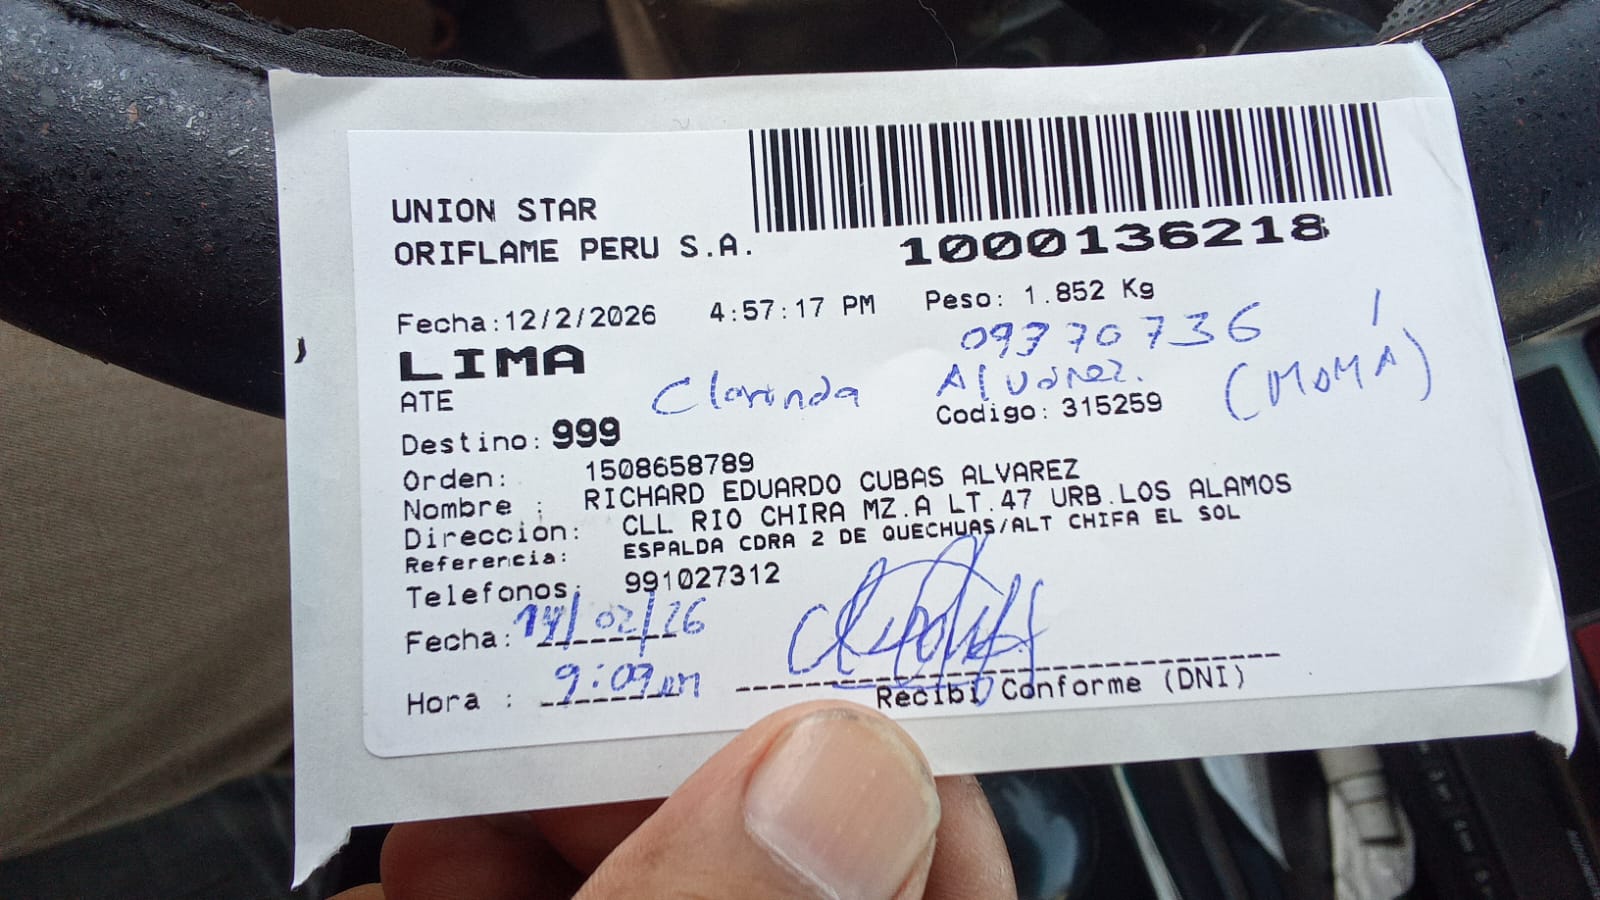 UNION STAR
ORIFLAME PERU S.A.
1000136218
Fecha:12/2/2026 4:57:17 PM Peso: 1.852 Kg
09370736
LIMA
ATE
Clorinda Alvarez. (MAMÁ)
Destino: 999 Codigo: 315259
Orden: 1508658789
Nombre : RICHARD EDUARDO CUBAS ALVAREZ
Direccion: CLL RIO CHIRA MZ.A LT.47 URB.LOS ALAMOS
Referencia: ESPALDA CDRA 2 DE QUECHUAS/ALT CHIFA EL SOL
Telefonos: 991027312
Fecha: 14/02/26
Hora : 9:09am
Recibi Conforme (DNI)